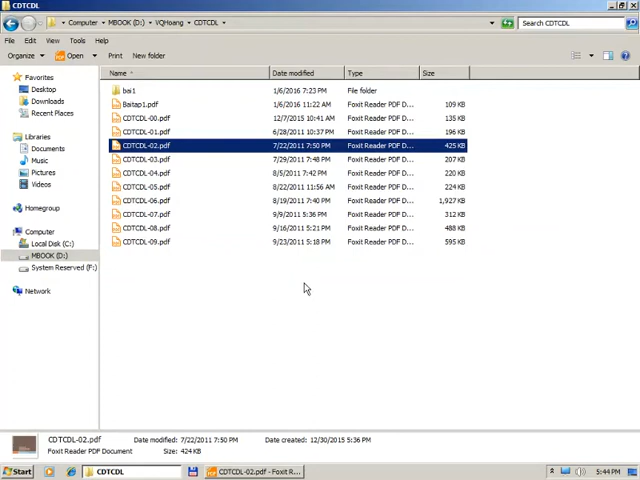 CDTCDL
Computer MBOOK (D:) VQHoang CDTCDL Search CDTCDL
File Edit View Tools Help
Organize Open Print New folder
Name Date modified Type Size
Favorites
Desktop
Downloads
Recent Places
Libraries
Documents
Music
Pictures
Videos
Homegroup
Computer
Local Disk (C:)
MBOOK (D:)
System Reserved (F:)
Network
bai1 1/6/2016 7:23 PM File folder
Baitap1.pdf 1/6/2016 11:22 AM Foxit Reader PDF D... 109 KB
CDTCDL-00.pdf 12/7/2015 10:41 AM Foxit Reader PDF D... 135 KB
CDTCDL-01.pdf 6/28/2011 10:37 PM Foxit Reader PDF D... 196 KB
CDTCDL-02.pdf 7/22/2011 7:50 PM Foxit Reader PDF D... 425 KB
CDTCDL-03.pdf 7/29/2011 7:48 PM Foxit Reader PDF D... 207 KB
CDTCDL-04.pdf 8/5/2011 7:42 PM Foxit Reader PDF D... 220 KB
CDTCDL-05.pdf 8/22/2011 11:56 AM Foxit Reader PDF D... 224 KB
CDTCDL-06.pdf 8/19/2011 7:40 PM Foxit Reader PDF D... 1,927 KB
CDTCDL-07.pdf 9/9/2011 5:36 PM Foxit Reader PDF D... 312 KB
CDTCDL-08.pdf 9/16/2011 5:21 PM Foxit Reader PDF D... 488 KB
CDTCDL-09.pdf 9/23/2011 5:18 PM Foxit Reader PDF D... 595 KB
CDTCDL-02.pdf Date modified: 7/22/2011 7:50 PM Date created: 12/30/2015 5:36 PM
Foxit Reader PDF Document Size: 424 KB
Start CDTCDL CDTCDL-02.pdf - Foxit R... 5:44 PM